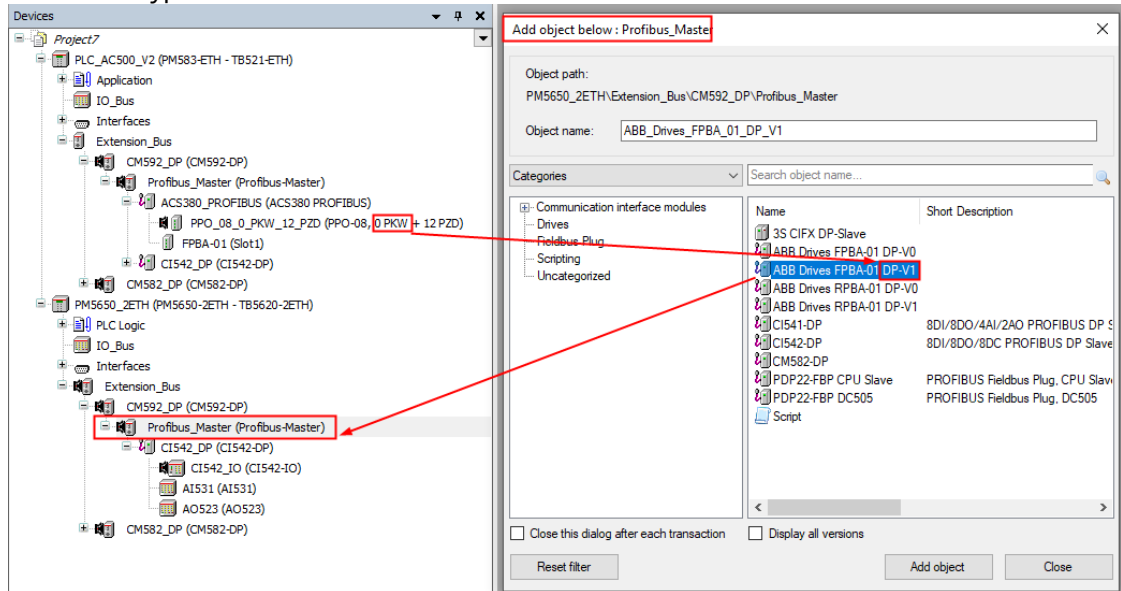 Devices
Project7
PLC_AC500_V2 (PM583-ETH - TB521-ETH)
Application
IO_Bus
Interfaces
Extension_Bus
CM592_DP (CM592-DP)
Profibus_Master (Profibus-Master)
ACS380_PROFIBUS (ACS380 PROFIBUS)
PPO_08_0_PKW_12_PZD (PPO-08, 0 PKW + 12 PZD)
FPBA-01 (Slot1)
CI542_DP (CI542-DP)
CM582_DP (CM582-DP)
PM5650_2ETH (PM5650-2ETH - TB5620-2ETH)
PLC Logic
IO_Bus
Interfaces
Extension_Bus
CM592_DP (CM592-DP)
Profibus_Master (Profibus-Master)
CI542_DP (CI542-DP)
CI542_IO (CI542-IO)
AI531 (AI531)
AO523 (AO523)
CM582_DP (CM582-DP)
Add object below : Profibus_Master
Object path:
PM5650_2ETH\Extension_Bus\CM592_DP\Profibus_Master
Object name: ABB_Drives_FPBA_01_DP_V1
Categories
Search object name...
Communication interface modules
Drives
Fieldbus Plug
Scripting
Uncategorized
Name Short Description
3S CIFX DP-Slave
ABB Drives FPBA-01 DP-V0
ABB Drives FPBA-01 DP-V1
ABB Drives RPBA-01 DP-V0
ABB Drives RPBA-01 DP-V1
CI541-DP 8DI/8DO/4AI/2AO PROFIBUS DP S
CI542-DP 8DI/8DO/8DC PROFIBUS DP Slave
CM582-DP
PDP22-FBP CPU Slave PROFIBUS Fieldbus Plug, CPU Slav
PDP22-FBP DC505 PROFIBUS Fieldbus Plug, DC505
Script
Close this dialog after each transaction
Display all versions
Reset filter
Add object
Close